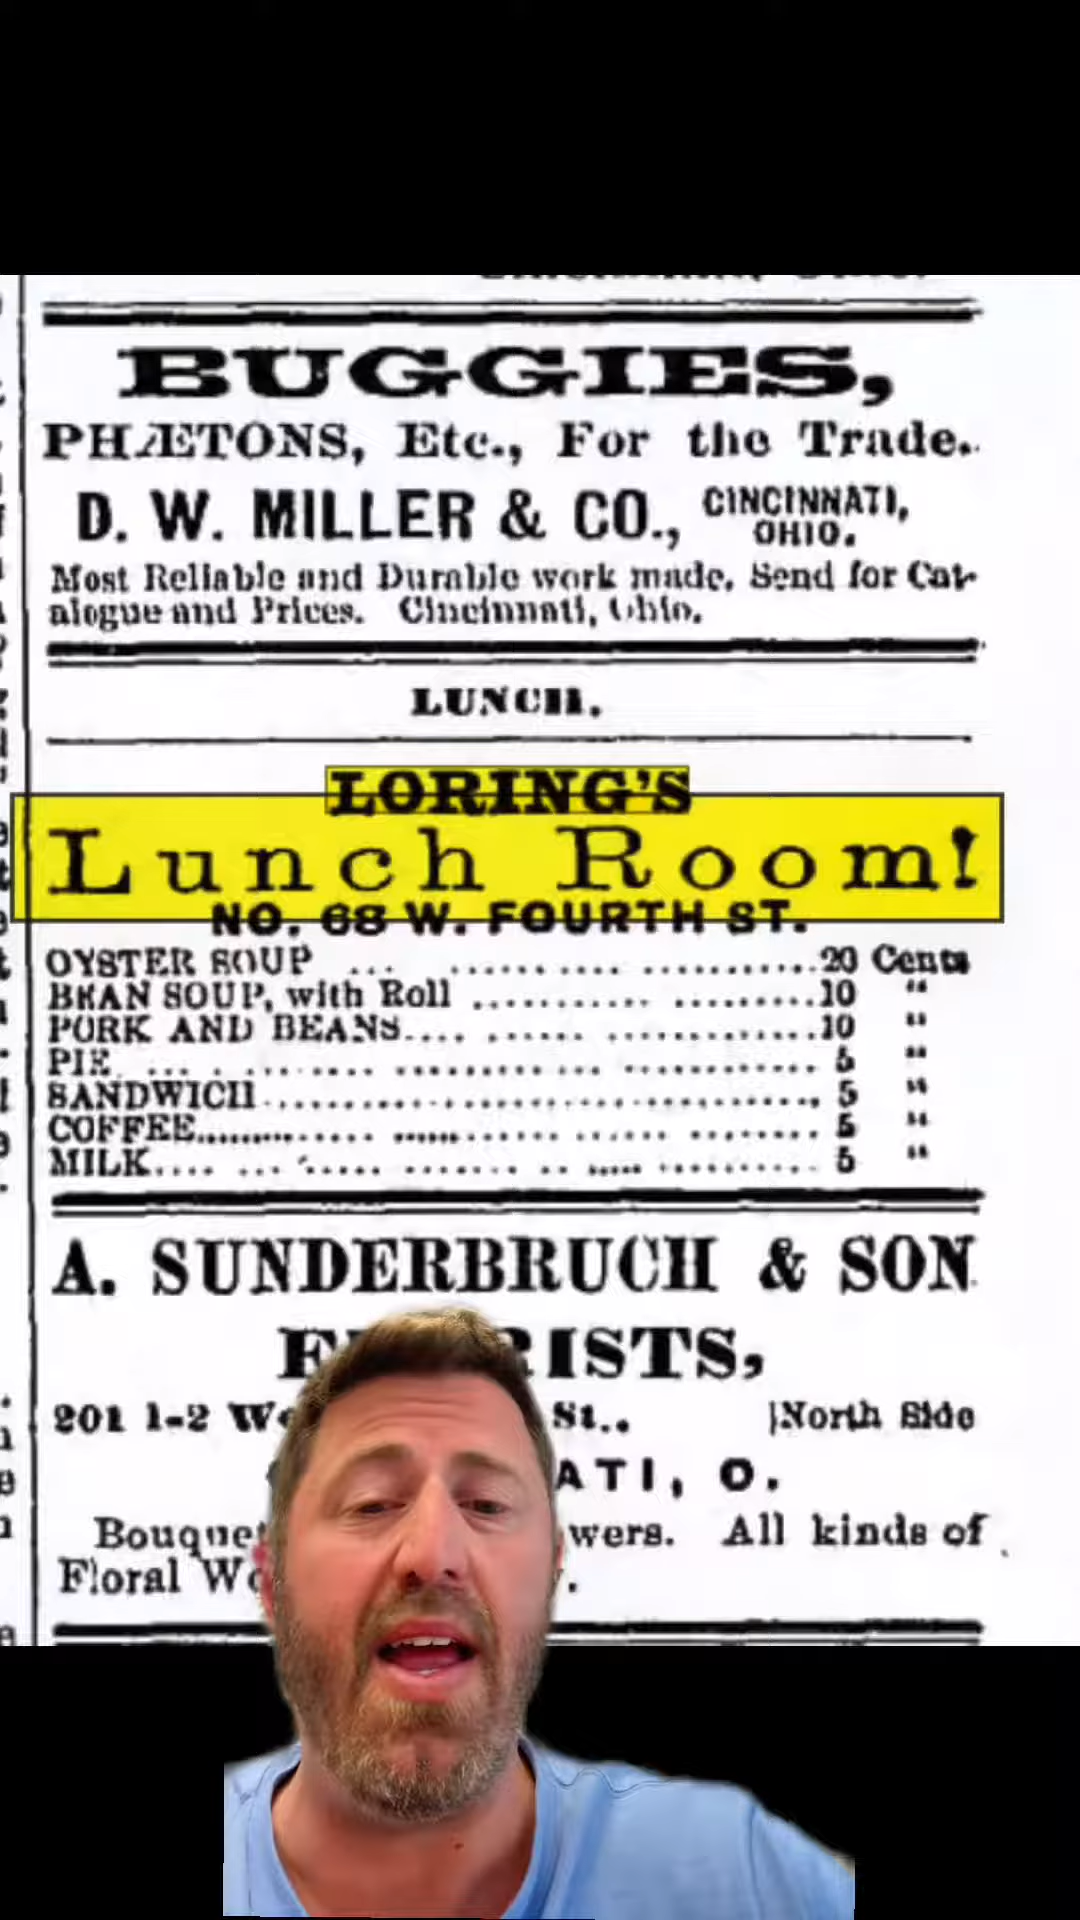 BUGGIES,
PHÆTONS, Etc., For the Trade.
D. W. MILLER & CO., CINCINNATI, OHIO.
Most Reliable and Durable work made. Send for Cat-
alogue and Prices. Cincinnati, Ohio.
LUNCH.
LORING'S
Lunch Room!
NO. 68 W. FOURTH ST.
OYSTER SOUP ... ..................... 20 Cents
BEAN SOUP, with Roll ..................... 10 "
PORK AND BEANS..................... 10 "
PIE ..................... 5 "
SANDWICH..................... 5 "
COFFEE..................... 5 "
MILK..................... 5 "
A. SUNDERBRUCH & SON
201 1-2 St.. North Side
ATI, O.
All kinds of
Floral